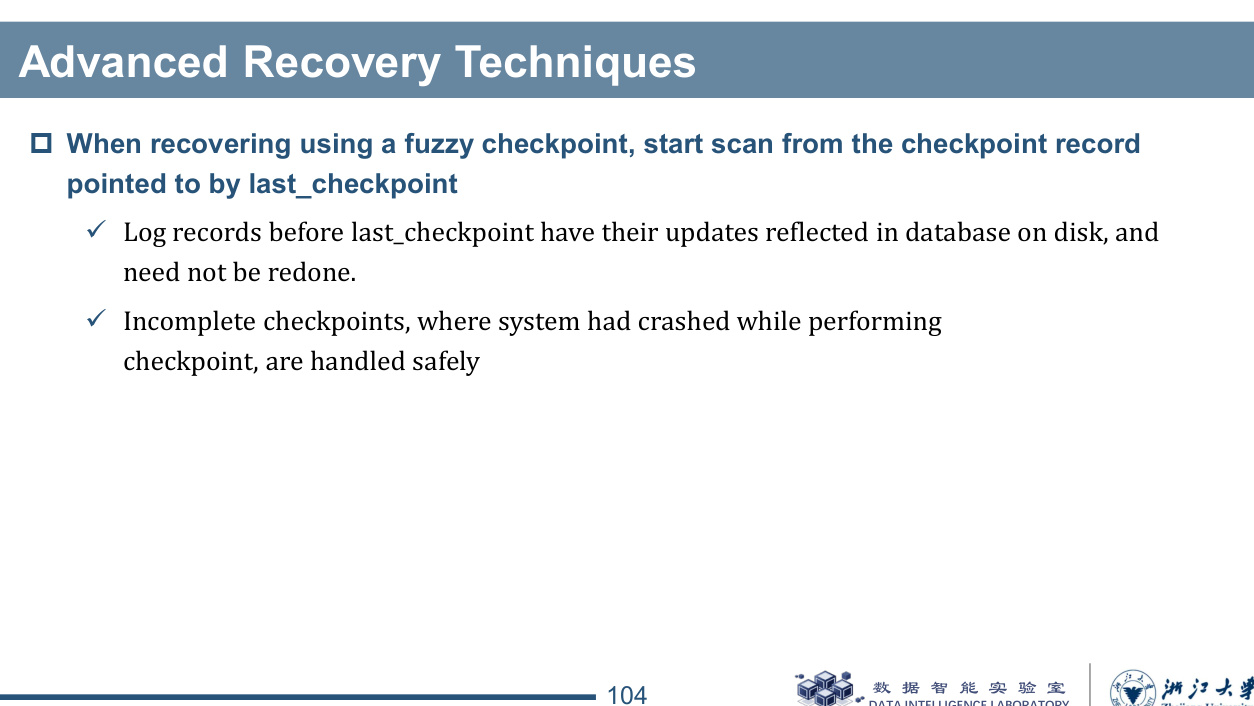 Advanced Recovery Techniques
When recovering using a fuzzy checkpoint, start scan from the checkpoint record
pointed to by last_checkpoint
Log records before last_checkpoint have their updates reflected in database on disk, and
need not be redone.
Incomplete checkpoints, where system had crashed while performing
checkpoint, are handled safely
104
数据智能实验室
DATA INTELLIGENCE LABORATORY
浙江大学